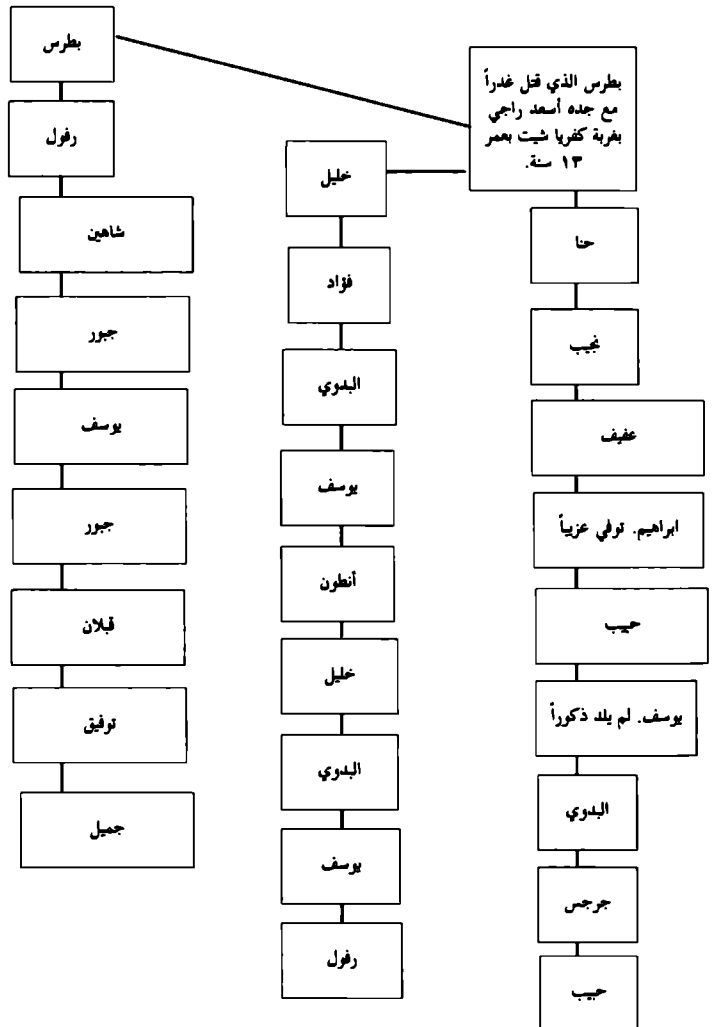 بطرس
رفول
شاهين
جبور
يوسف
جبور
قبلان
توفيق
جميل
خليل
فؤاد
البدوي
يوسف
أنطون
خليل
البدوي
يوسف
رفول
بطرس الذي قتل غدراً
مع جده أسعد راجي
بغربة كفريا شيت بعمر
١٣ سنة.
حنا
نجيب
عفيف
ابراهيم. توفي عزيباً
حبيب
يوسف. لم يلد ذكوراً
البدوي
جرجس
حبيب